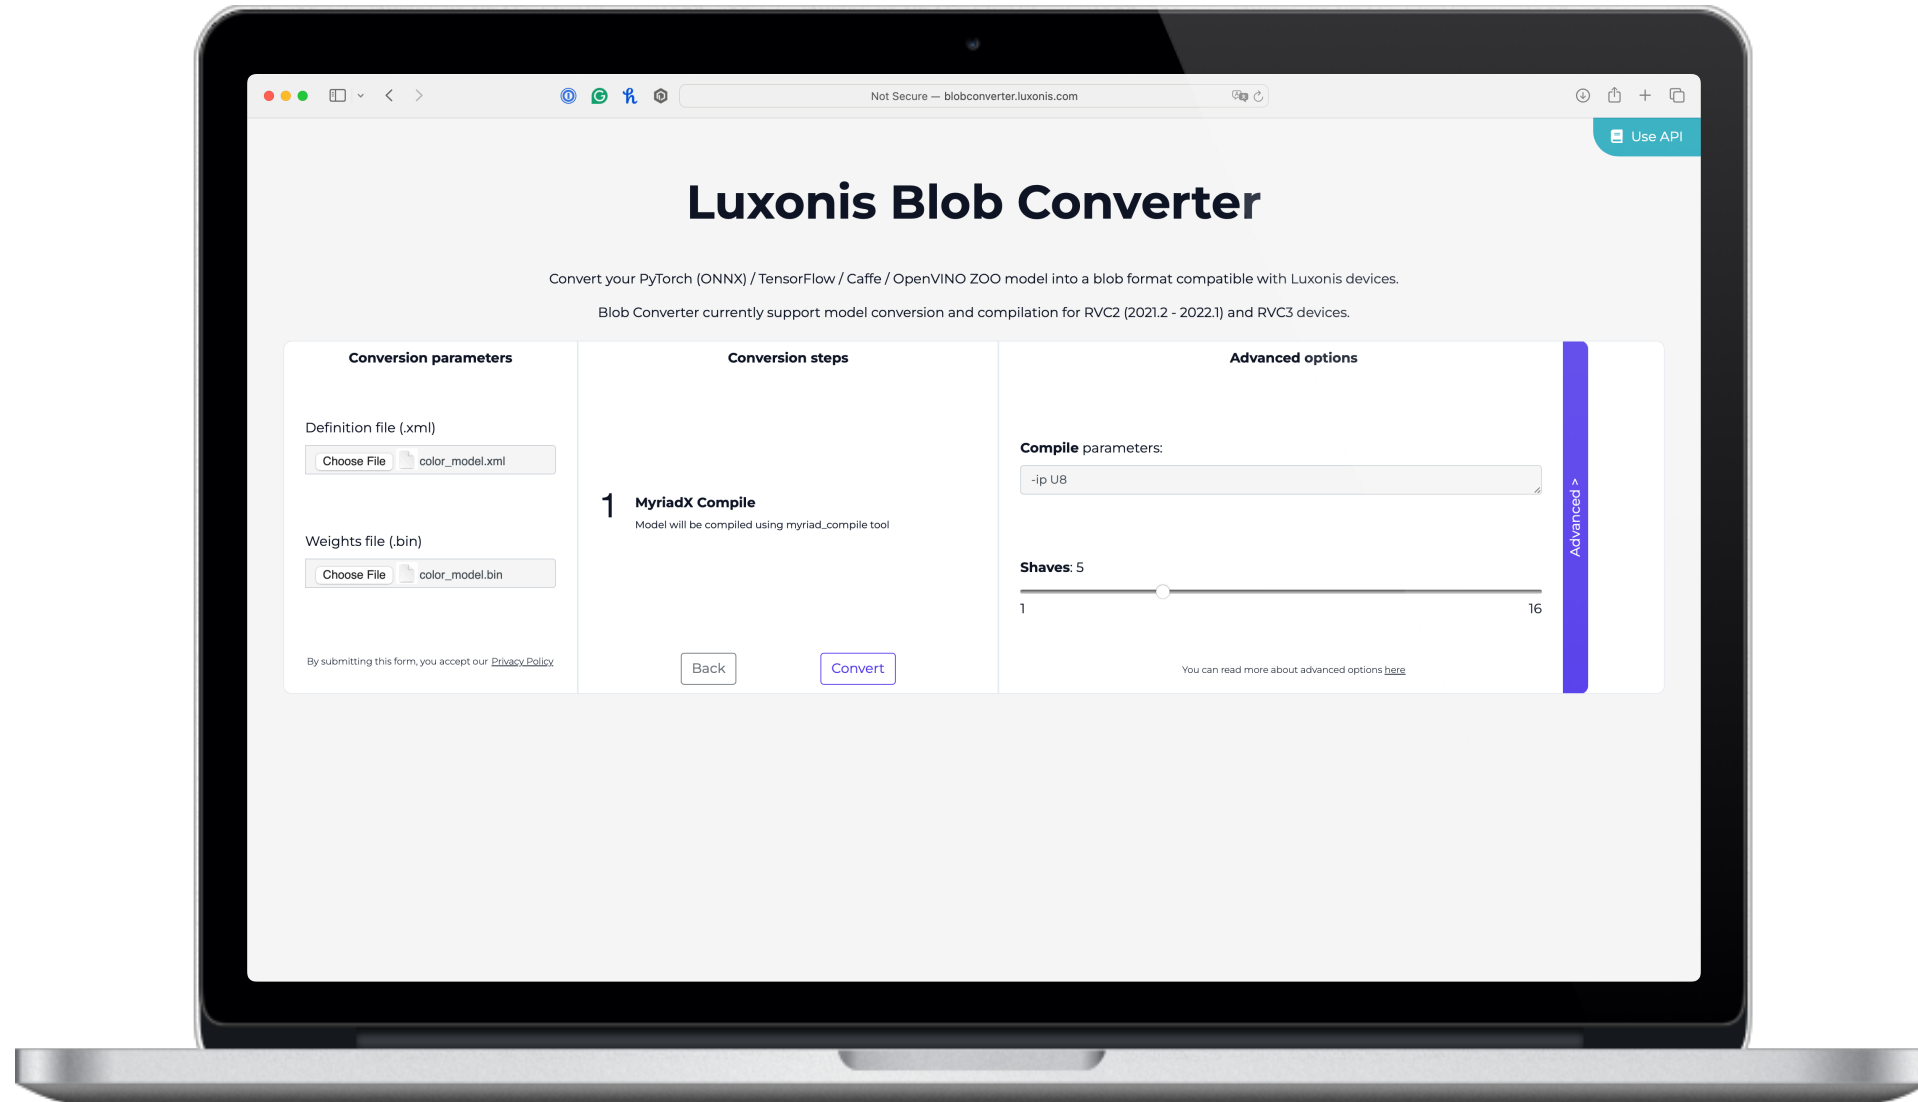 Not Secure — blobconverter.luxonis.com
Use API
Luxonis Blob Converter
Convert your PyTorch (ONNX) / TensorFlow / Caffe / OpenVINO ZOO model into a blob format compatible with Luxonis devices.
Blob Converter currently support model conversion and compilation for RVC2 (2021.2 - 2022.1) and RVC3 devices.
Conversion parameters
Definition file (.xml)
Choose File color_model.xml
Weights file (.bin)
Choose File color_model.bin
By submitting this form, you accept our Privacy Policy
Conversion steps
1 MyriadX Compile
Model will be compiled using myriad_compile tool
Back Convert
Advanced options
Compile parameters:
-ip U8
Shaves: 5
1 16
You can read more about advanced options here
Advanced >